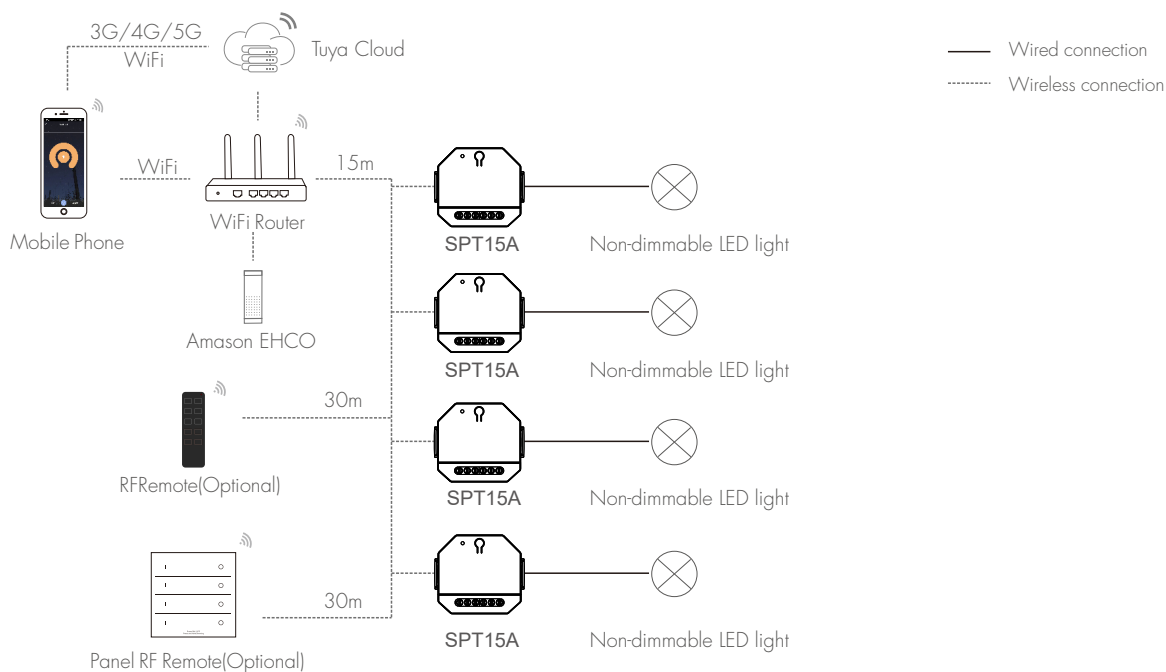 3G/4G/5G
WiFi
Tuya Cloud
Wired connection
Wireless connection
WiFi
15m
WiFi Router
Mobile Phone
SPT15A
Non-dimmable LED light
Amason EHCO
SPT15A
Non-dimmable LED light
30m
RFRemote(Optional)
SPT15A
Non-dimmable LED light
30m
SPT15A
Non-dimmable LED light
Panel RF Remote(Optional)